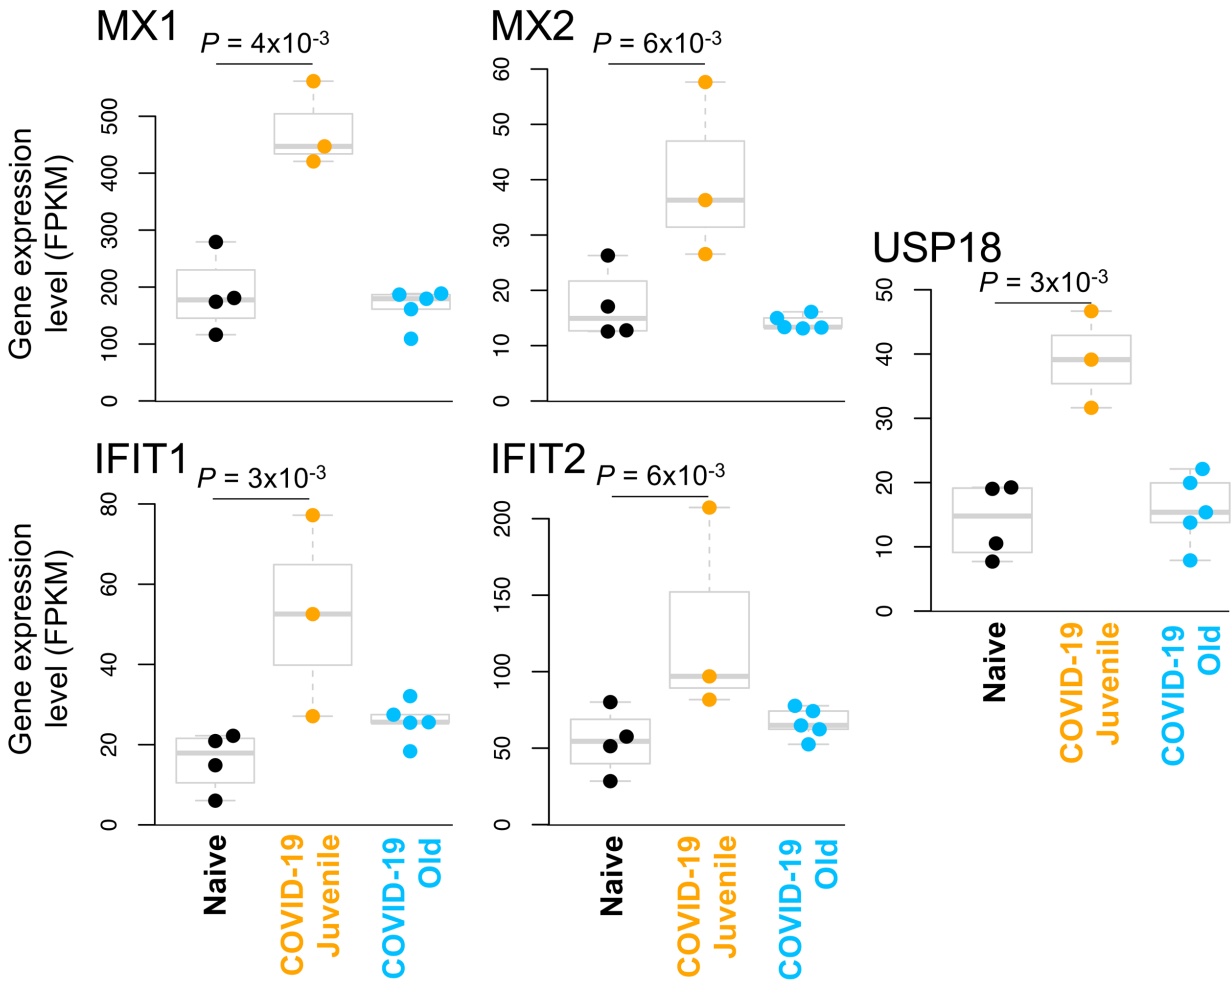 MX1
P = 4x10-3
Gene expression
level (FPKM)
0
100
200
300
400
500
MX2
P = 6x10-3
0
10
20
30
40
50
60
USP18
P = 3x10-3
0
10
20
30
40
50
Naive
COVID-19
Juvenile
COVID-19
Old
IFIT1
P = 3x10-3
Gene expression
level (FPKM)
0
20
40
60
80
Naive
COVID-19
Juvenile
COVID-19
Old
IFIT2
P = 6x10-3
0
50
100
150
200
Naive
COVID-19
Juvenile
COVID-19
Old